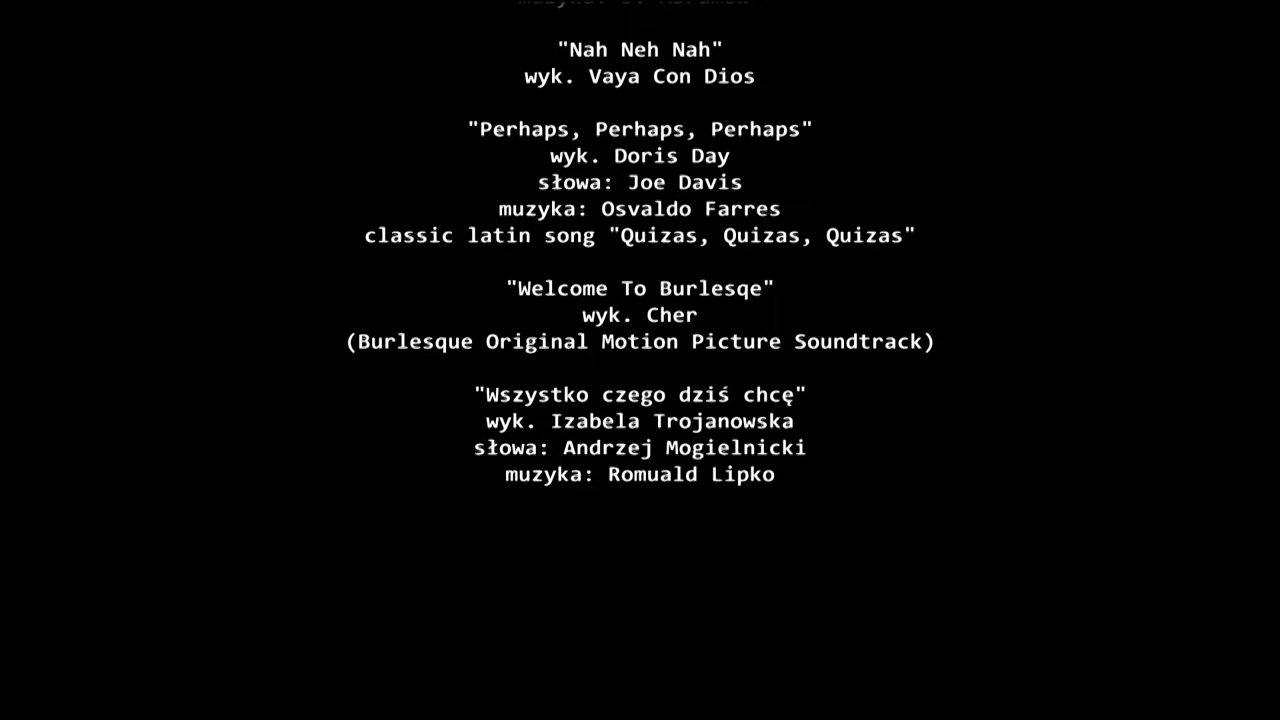 "Nah Neh Nah"
wyk. Vaya Con Dios
"Perhaps, Perhaps, Perhaps"
wyk. Doris Day
słowa: Joe Davis
muzyka: Osvaldo Farres
classic latin song "Quizas, Quizas, Quizas"
"Welcome To Burlesqe"
wyk. Cher
(Burlesque Original Motion Picture Soundtrack)
"Wszystko czego dziś chcę"
wyk. Izabela Trojanowska
słowa: Andrzej Mogielnicki
muzyka: Romuald Lipko